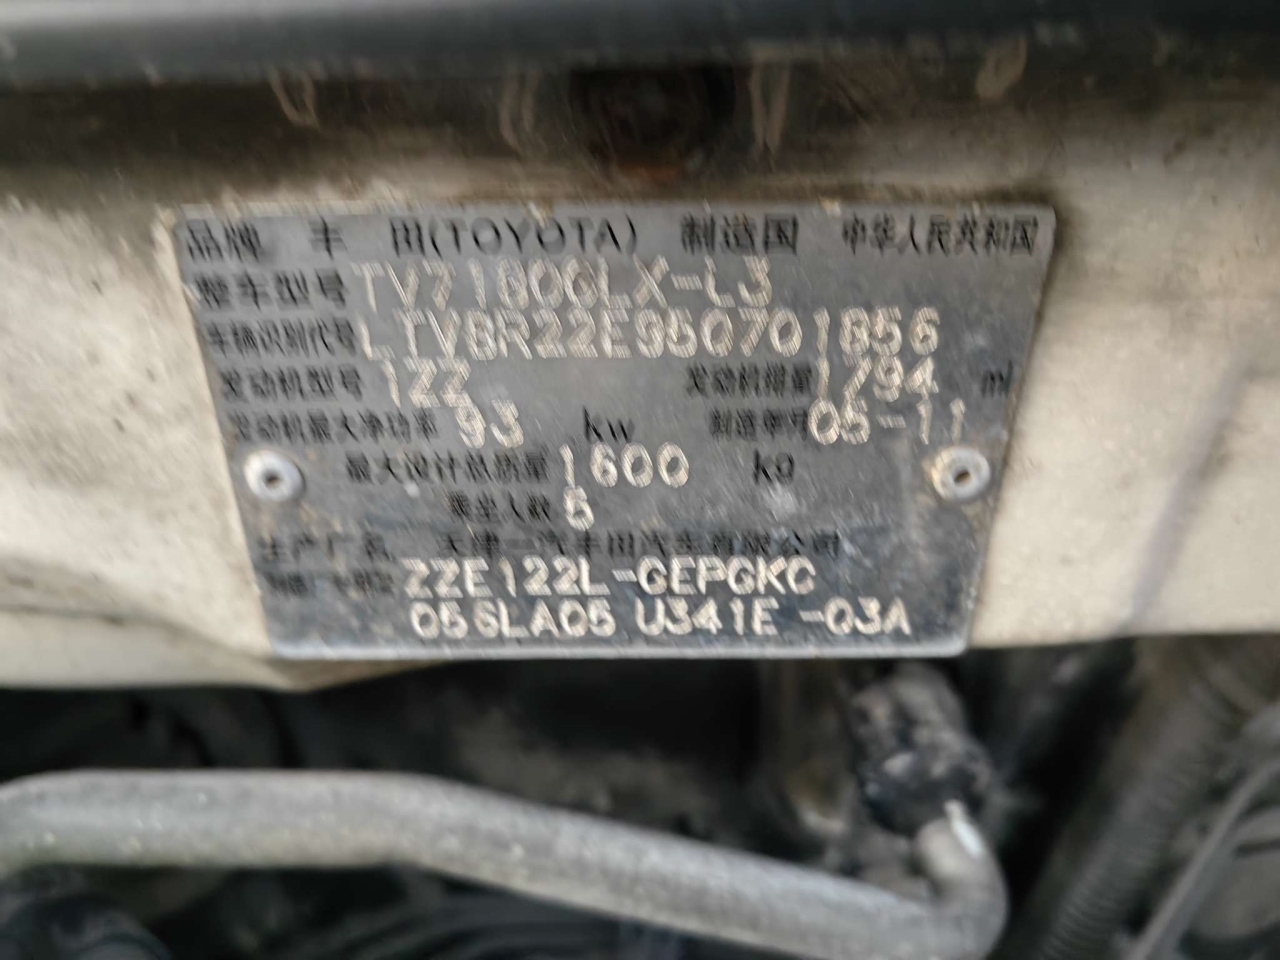 品牌 丰 田(TOYOTA) 制造国 中华人民共和国
整车型号 TV7180GLX-L3
车辆识别代号 LTVBR22E950701856
发动机型号 1ZZ 发动机排量 1794 ml
发动机最大净功率 93 kw 制造年月 05-11
最大设计总质量 1600 kg
乘坐人数 5
生产厂名 天津一汽丰田汽车有限公司
ZZE122L-GEPGKC
056LA05 U341E -03A